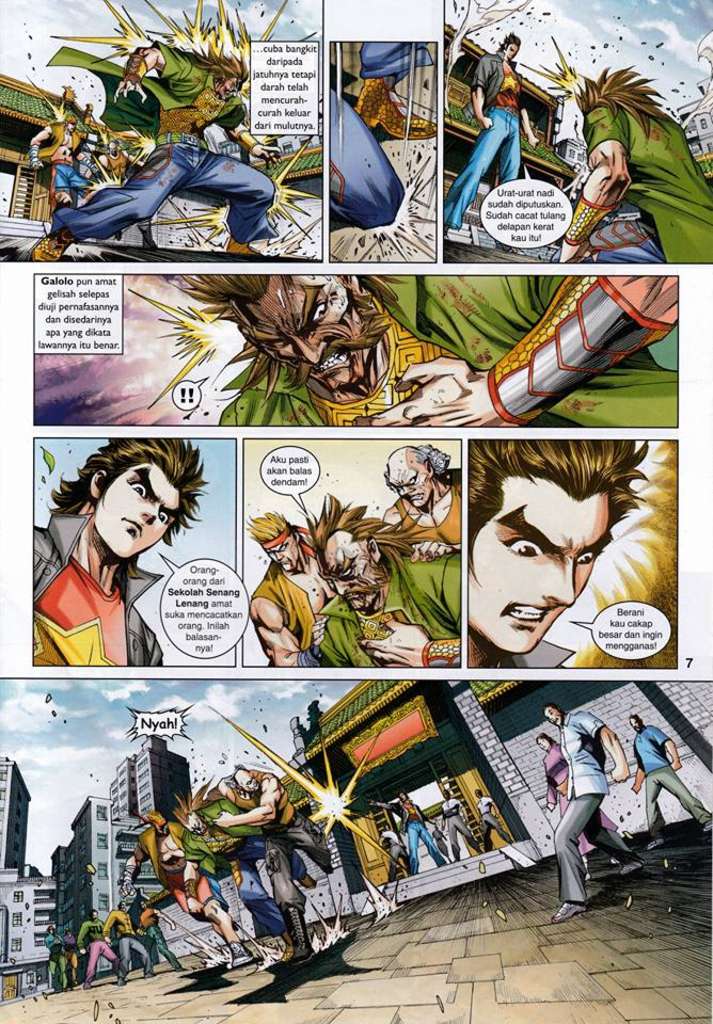 ...cuba bangkit
daripada
jatuhnya tetapi
darah telah
mencurah-
curah keluar
dari mulutnya.
Urat-urat nadi
sudah diputuskan.
Sudah cacat tulang
delapan kerat
kau itu!
Galolo pun amat
gelisah selepas
diuji pernafasannya
dan disedarinya
apa yang dikata
lawannya itu benar.
!!
Orang-
orang dari
Sekolah Senang
Lenang amat
suka mencacatkan
orang. Inilah
balasan-
nya!
Aku pasti
akan balas
dendam!
Berani
kau cakap
besar dan ingin
mengganas!
7
Nyah!